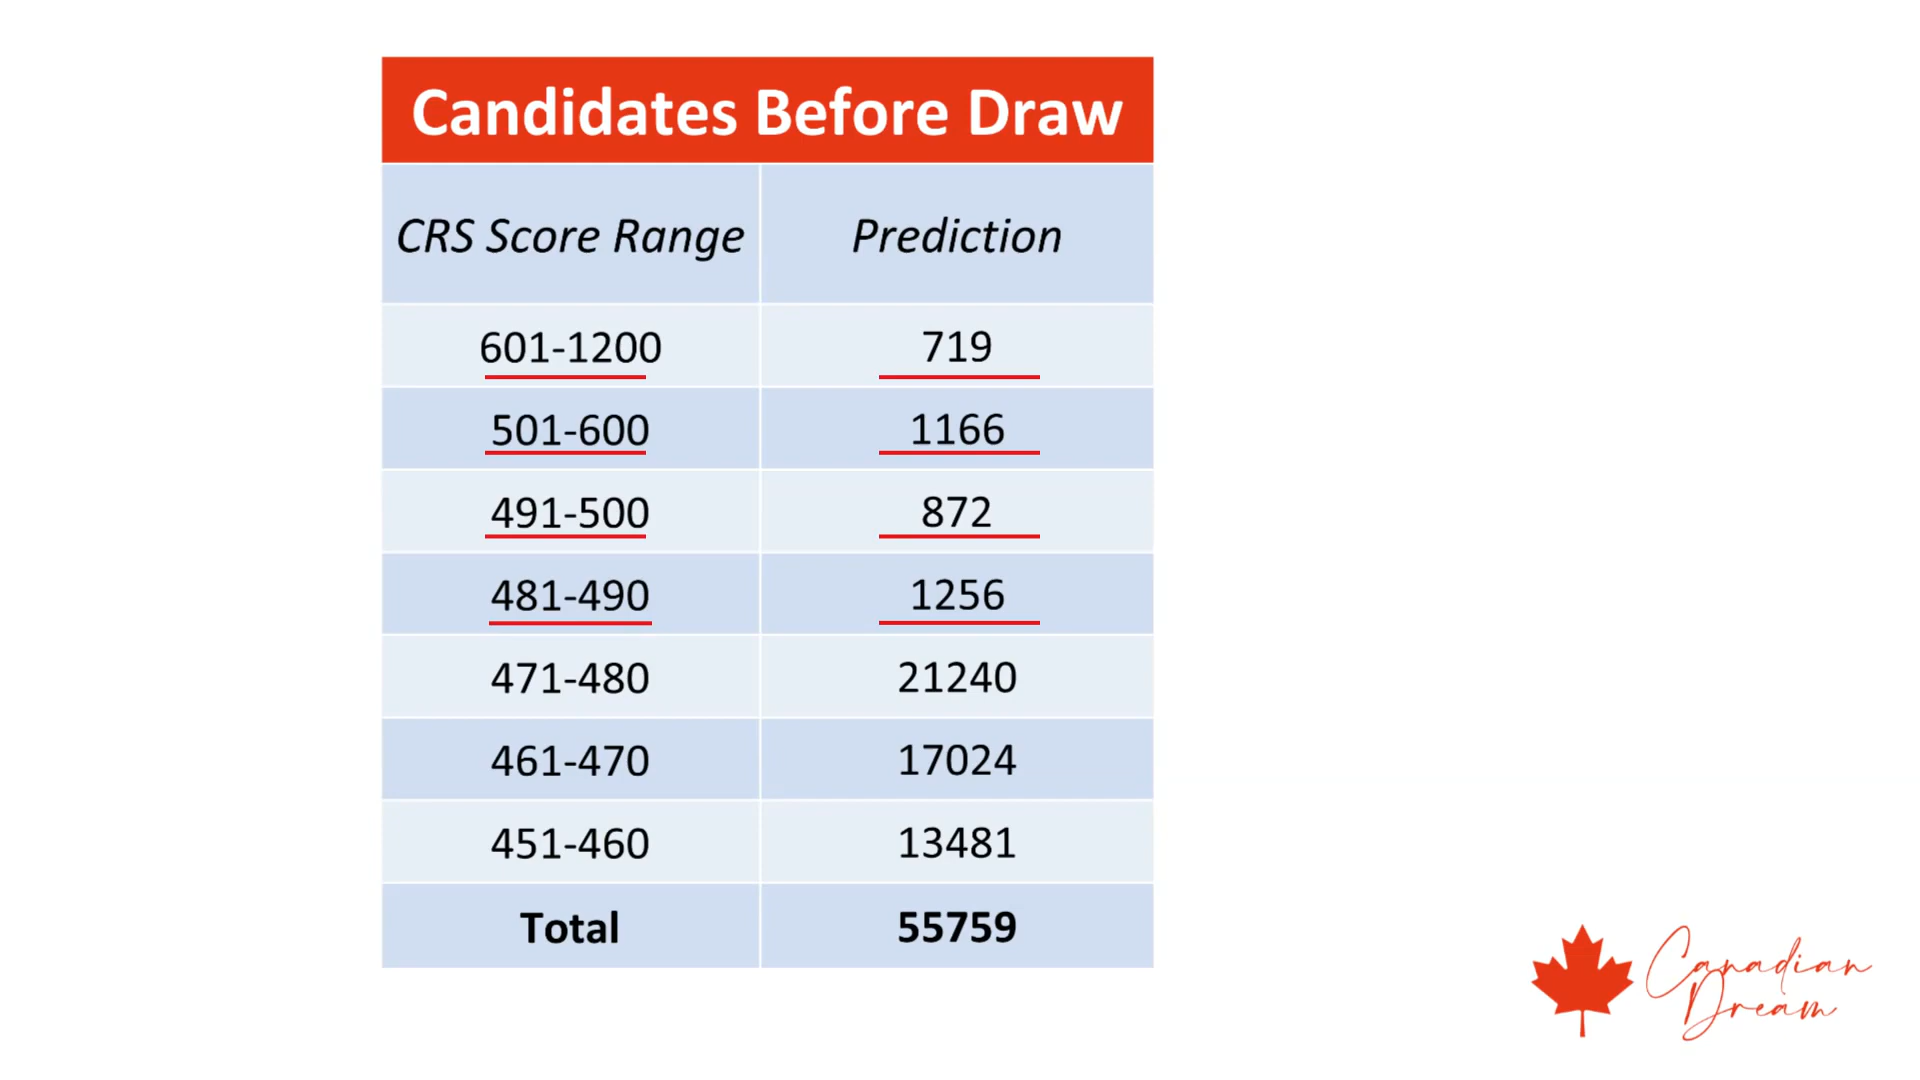 Candidates Before Draw
CRS Score Range Prediction
601-1200 719
501-600 1166
491-500 872
481-490 1256
471-480 21240
461-470 17024
451-460 13481
Total 55759
Canadian
Dream